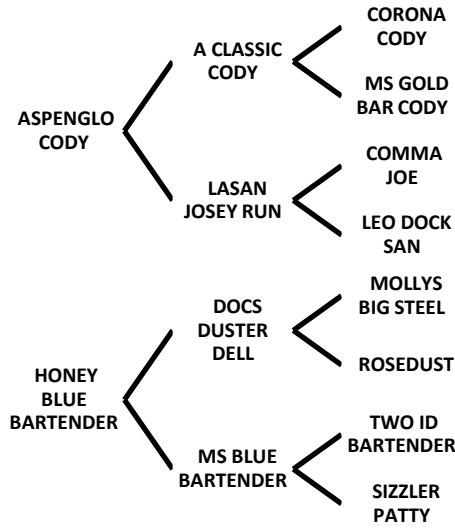 CORONA
CODY
A CLASSIC
CODY
MS GOLD
BAR CODY
ASPENGLO
CODY
COMMA
JOE
LASAN
JOSEY RUN
LEO DOCK
SAN
MOLLYS
BIG STEEL
DOCS
DUSTER
DELL
ROSEDUST
HONEY
BLUE
BARTENDER
TWO ID
BARTENDER
MS BLUE
BARTENDER
SIZZLER
PATTY